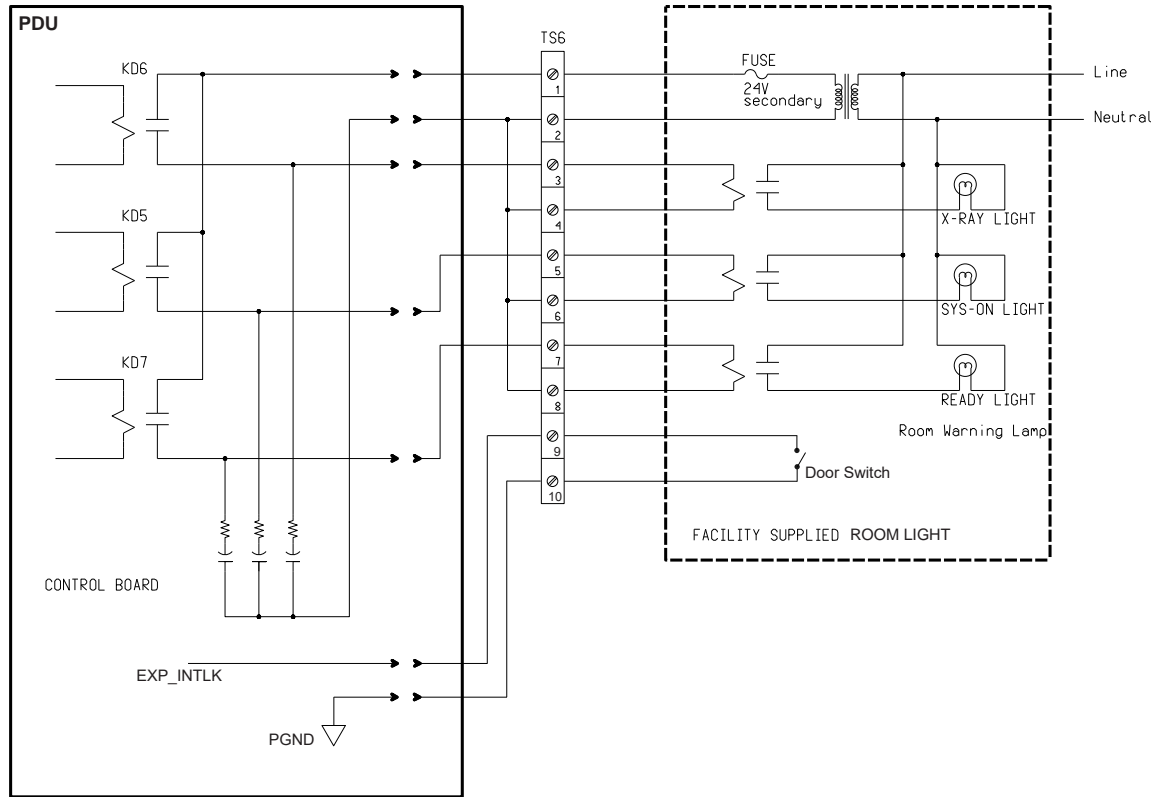 PDU
TS6
KD6
FUSE
24V
secondary
Line
Neutral
1
2
3
4
5
6
7
8
9
10
KD5
KD7
X-RAY LIGHT
SYS-ON LIGHT
READY LIGHT
Room Warning Lamp
Door Switch
FACILITY SUPPLIED ROOM LIGHT
CONTROL BOARD
EXP_INTLK
PGND